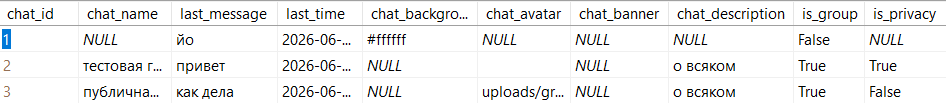 chat_id chat_name last_message last_time chat_backgro... chat_avatar chat_banner chat_description is_group is_privacy
1 NULL йо 2026-06-... #ffffff NULL NULL NULL False NULL
2 тестовая г... привет 2026-06-... NULL NULL о всяком True True
3 публична... как дела 2026-06-... NULL uploads/gr... NULL о всяком True False